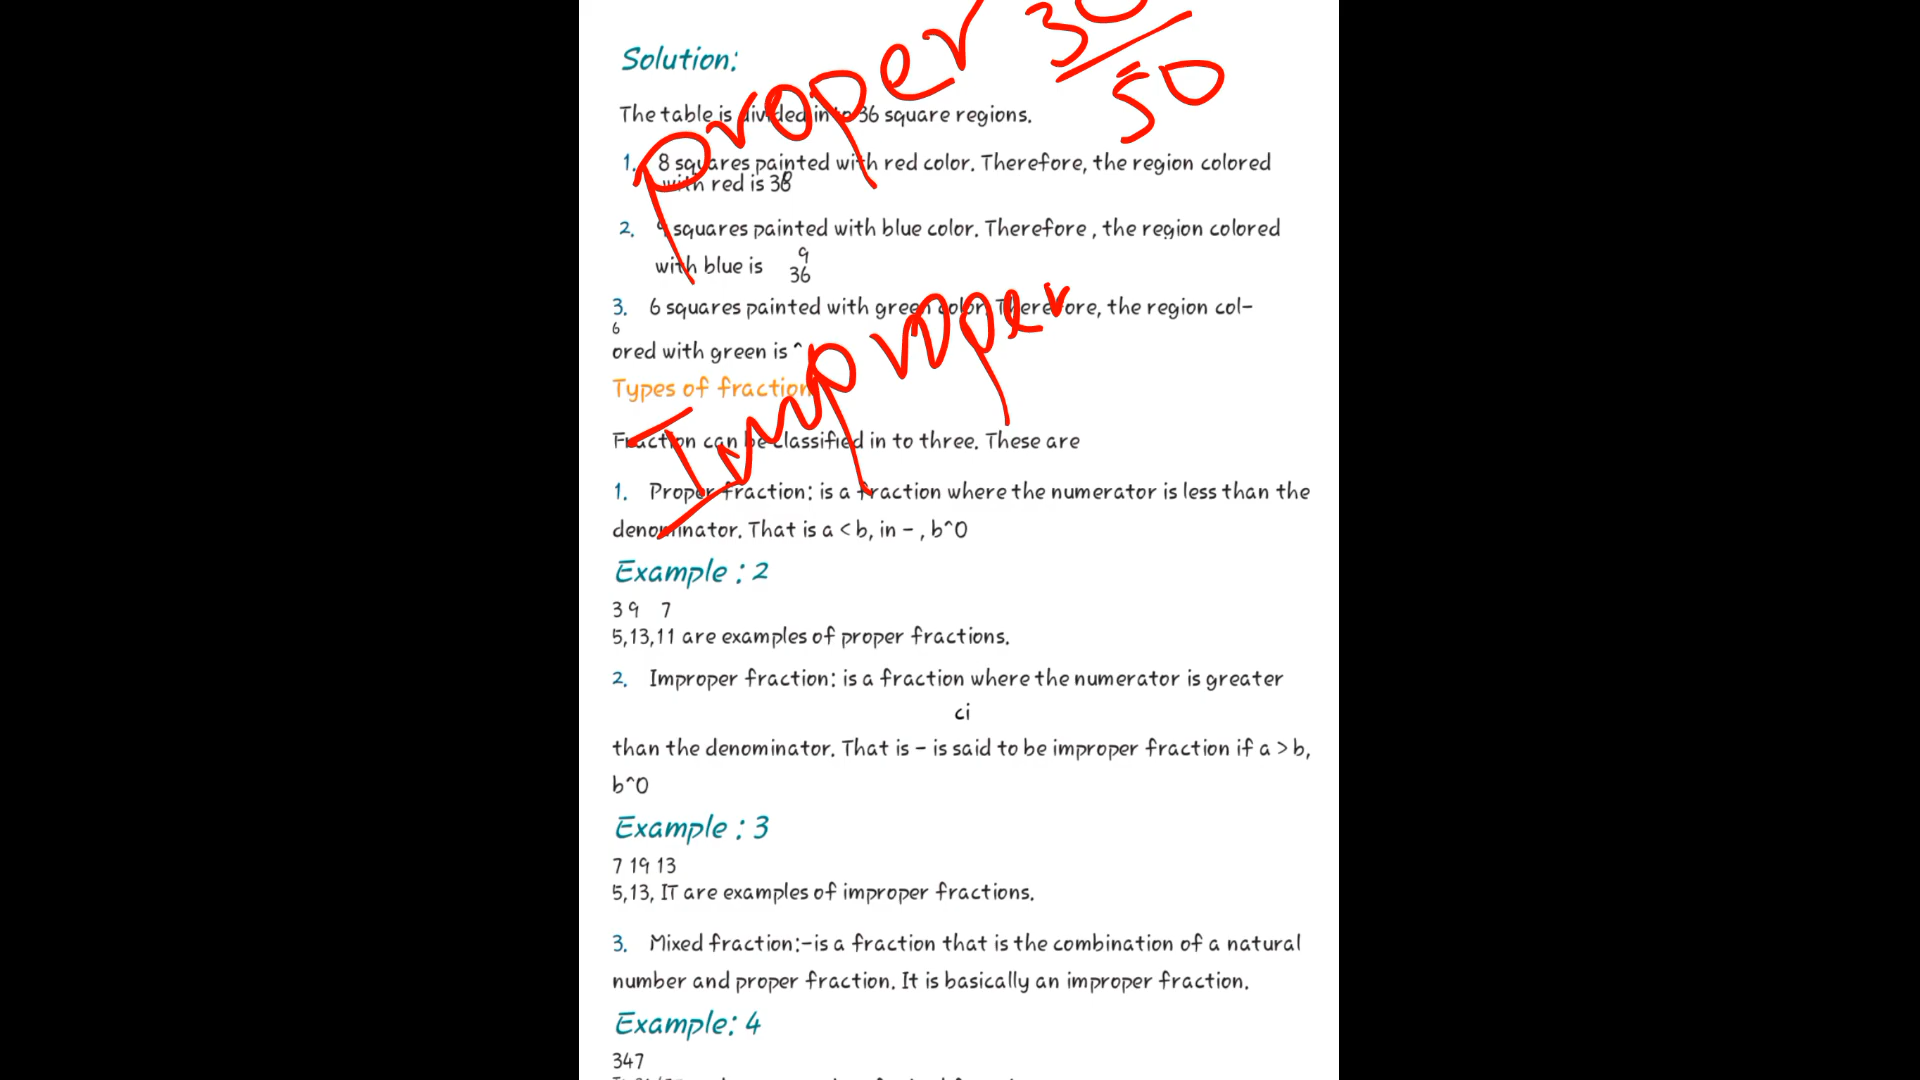 proper 30
50
Solution:
The table is divided into 36 square regions.
1. 8 squares painted with red color. Therefore, the region colored
with red is 36
2. 9 squares painted with blue color. Therefore , the region colored
9
with blue is 36
3. 6 squares painted with green color. Therefore, the region col-
6
ored with green is ^
Improper
Types of fraction
Fraction can be classified in to three. These are
1. Proper fraction: is a fraction where the numerator is less than the
denominator. That is a < b, in - , b^0
Example : 2
3 9 7
5,13,11 are examples of proper fractions.
2. Improper fraction: is a fraction where the numerator is greater
ci
than the denominator. That is - is said to be improper fraction if a > b,
b^0
Example : 3
7 19 13
5,13, IT are examples of improper fractions.
3. Mixed fraction:-is a fraction that is the combination of a natural
number and proper fraction. It is basically an improper fraction.
Example: 4
347